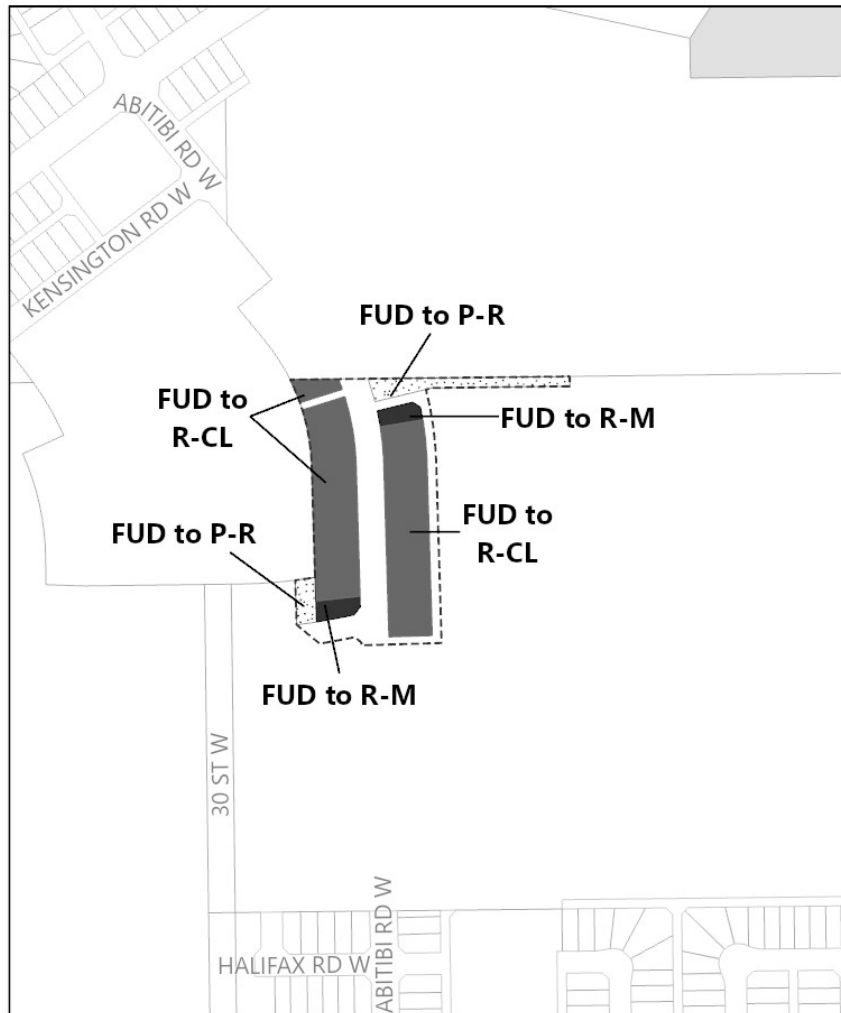 ABITIBI RD W
KENSINGTON RD W
FUD to P-R
FUD to
R-CL
FUD to R-M
FUD to
R-CL
FUD to P-R
FUD to R-M
30 ST W
HALIFAX RD W
ABITIBI RD W